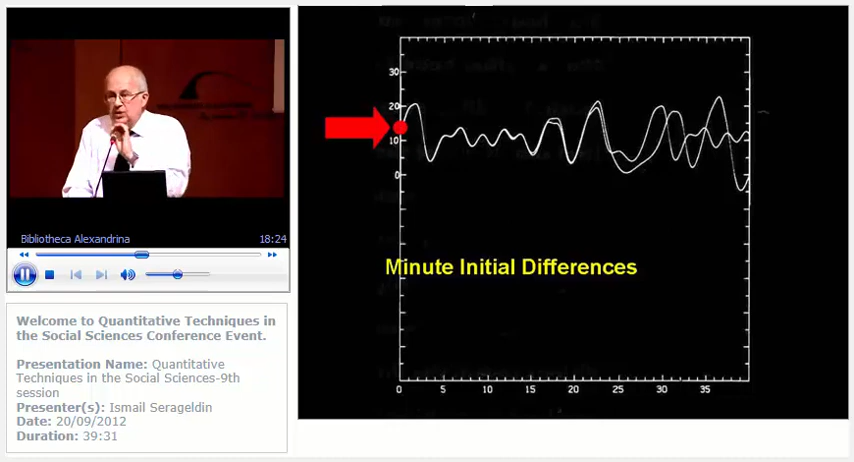 Bibliotheca Alexandrina
18:24
Welcome to Quantitative Techniques in
the Social Sciences Conference Event.
Presentation Name: Quantitative
Techniques in the Social Sciences-9th
session
Presenter(s): Ismail Serageldin
Date: 20/09/2012
Duration: 39:31
30
20
10
0
Minute Initial Differences
0 5 10 15 20 25 30 35